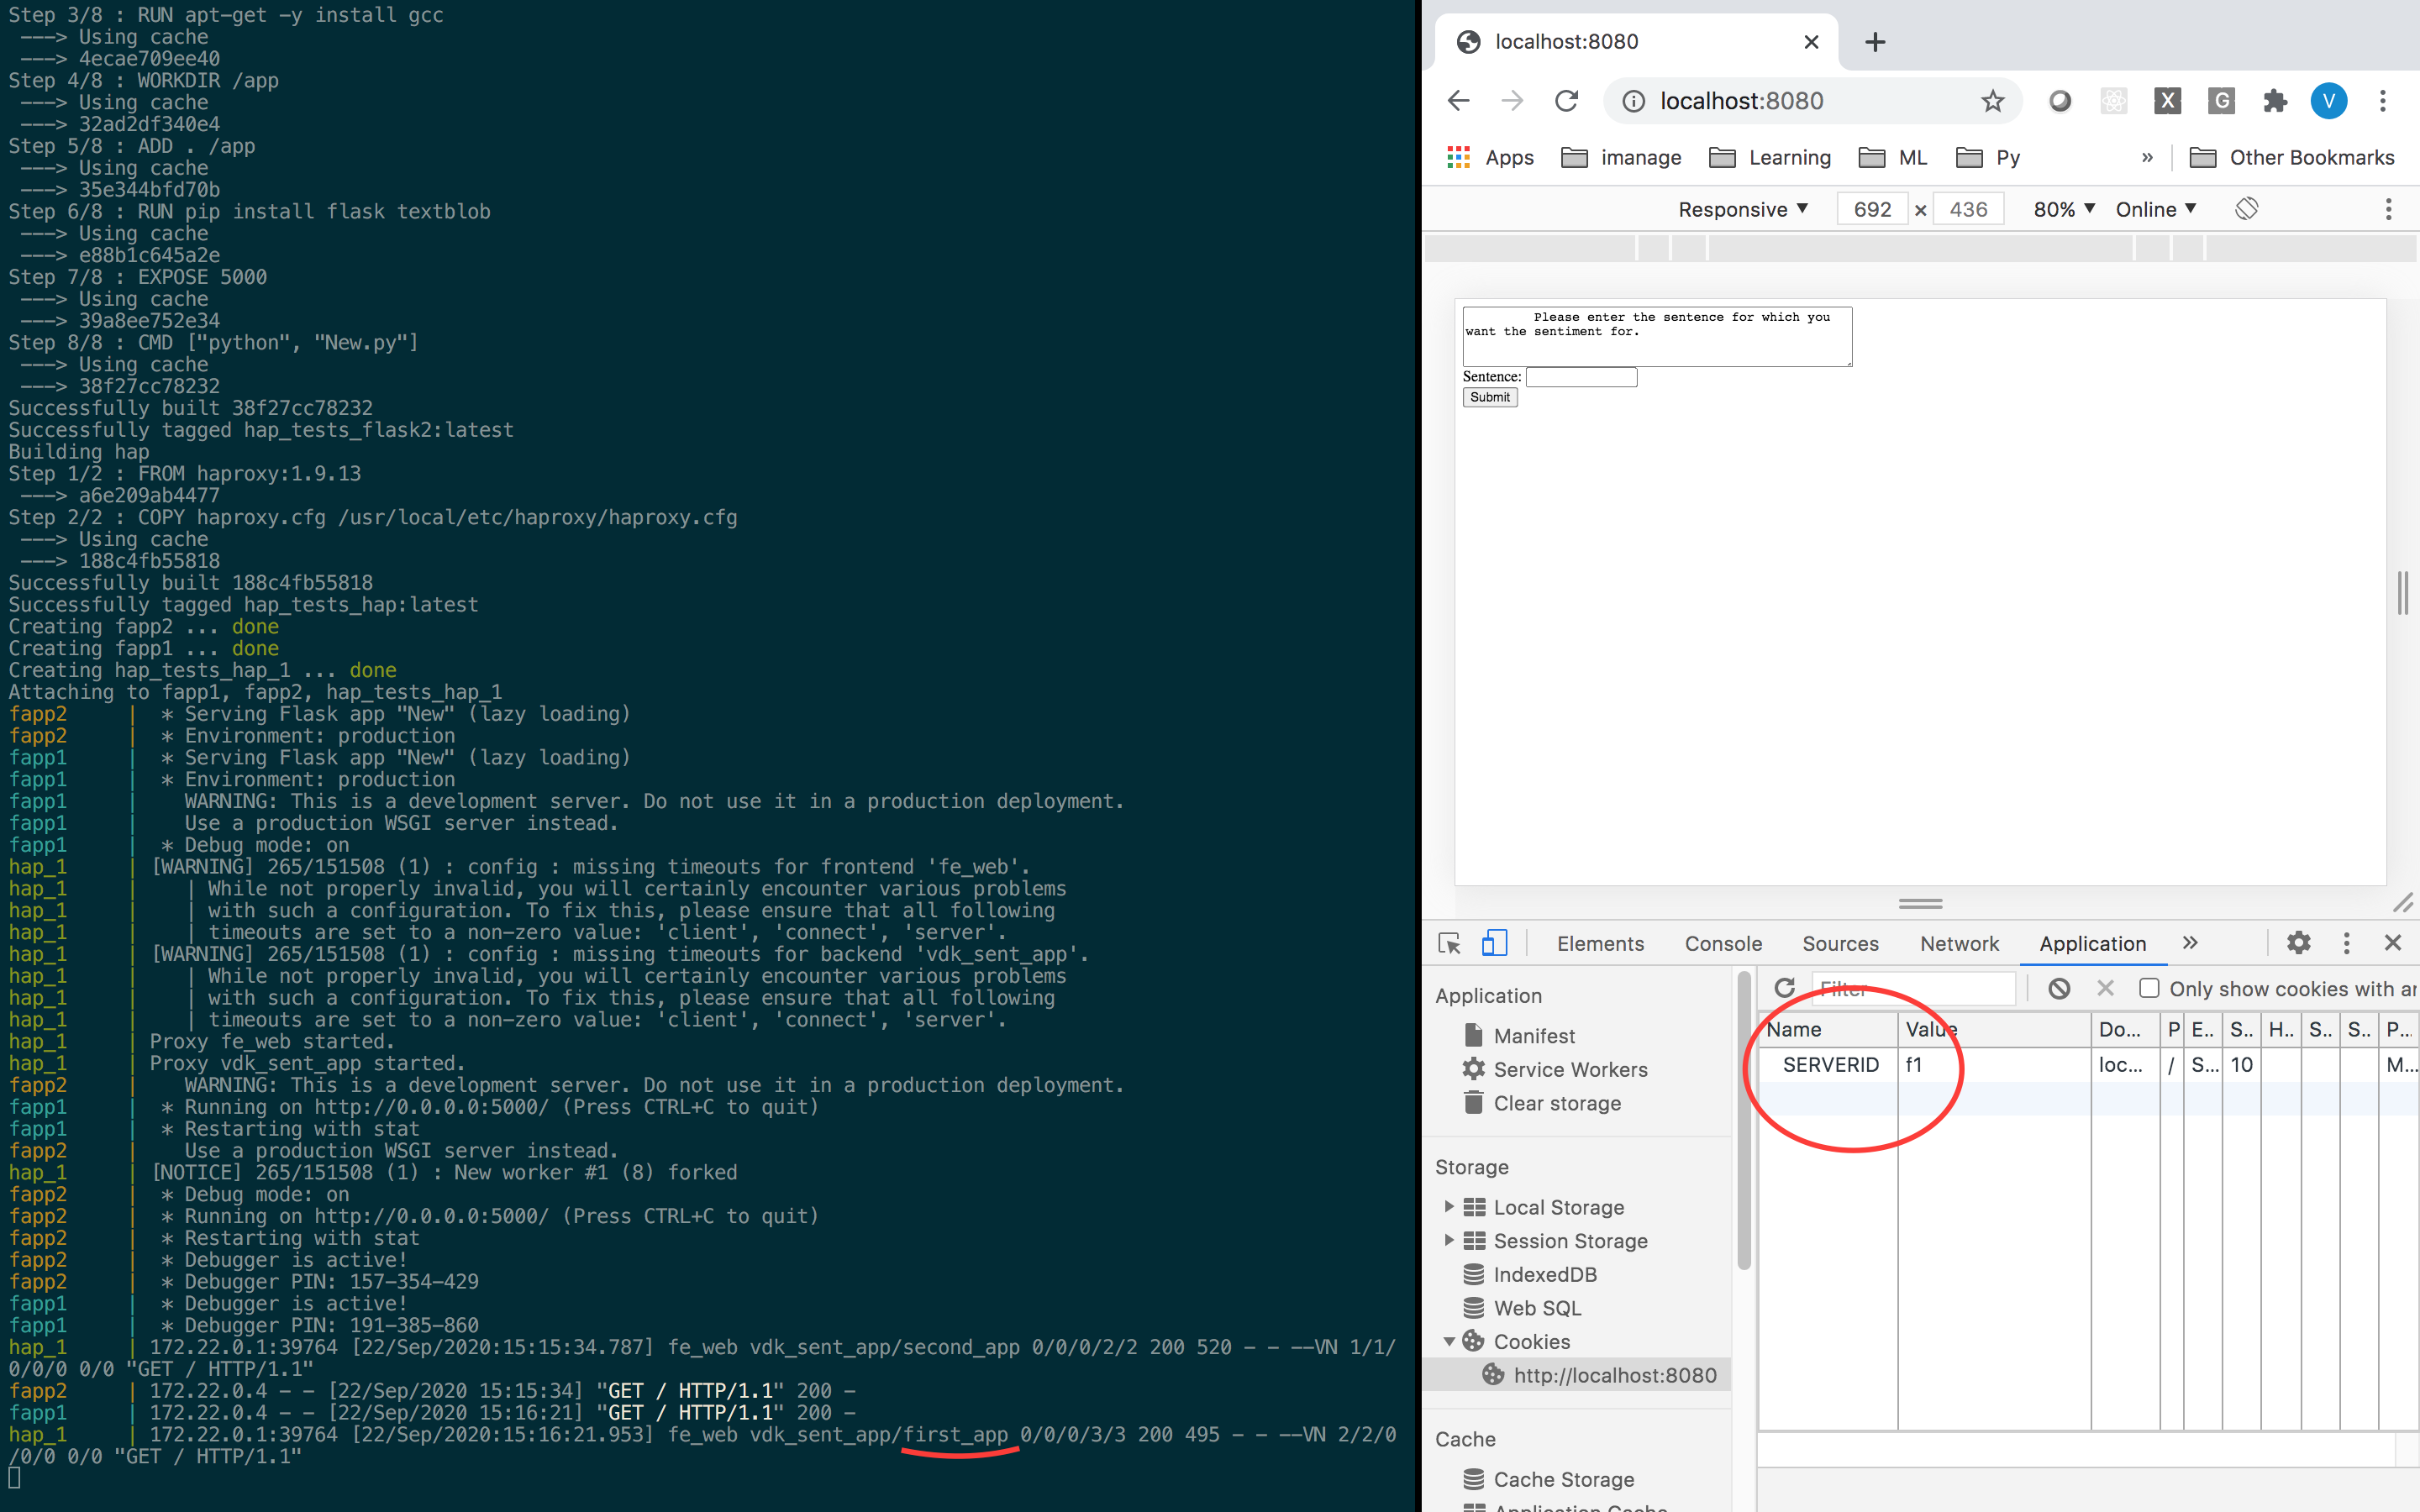 Step 3/8 : RUN apt-get -y install gcc
 ---> Using cache
 ---> 4ecae709ee40
Step 4/8 : WORKDIR /app
 ---> Using cache
 ---> 32ad2df340e4
Step 5/8 : ADD . /app
 ---> Using cache
 ---> 35e344bfd70b
Step 6/8 : RUN pip install flask textblob
 ---> Using cache
 ---> e88b1c645a2e
Step 7/8 : EXPOSE 5000
 ---> Using cache
 ---> 39a8ee752e34
Step 8/8 : CMD ["python", "New.py"]
 ---> Using cache
 ---> 38f27cc78232
Successfully built 38f27cc78232
Successfully tagged hap_tests_flask2:latest
Building hap
Step 1/2 : FROM haproxy:1.9.13
 ---> a6e209ab4477
Step 2/2 : COPY haproxy.cfg /usr/local/etc/haproxy/haproxy.cfg
 ---> Using cache
 ---> 188c4fb55818
Successfully built 188c4fb55818
Successfully tagged hap_tests_hap:latest
Creating fapp2 ... done
Creating fapp1 ... done
Creating hap_tests_hap_1 ... done
Attaching to fapp1, fapp2, hap_tests_hap_1
fapp2 | * Serving Flask app "New" (lazy loading)
fapp2 | * Environment: production
fapp1 | * Serving Flask app "New" (lazy loading)
fapp1 | * Environment: production
fapp1 | WARNING: This is a development server. Do not use it in a production deployment.
fapp1 | Use a production WSGI server instead.
fapp1 | * Debug mode: on
hap_1 | [WARNING] 265/151508 (1) : config : missing timeouts for frontend 'fe_web'.
hap_1 | | While not properly invalid, you will certainly encounter various problems
hap_1 | | with such a configuration. To fix this, please ensure that all following
hap_1 | | timeouts are set to a non-zero value: 'client', 'connect', 'server'.
hap_1 | [WARNING] 265/151508 (1) : config : missing timeouts for backend 'vdk_sent_app'.
hap_1 | | While not properly invalid, you will certainly encounter various problems
hap_1 | | with such a configuration. To fix this, please ensure that all following
hap_1 | | timeouts are set to a non-zero value: 'client', 'connect', 'server'.
hap_1 | Proxy fe_web started.
hap_1 | Proxy vdk_sent_app started.
fapp2 | WARNING: This is a development server. Do not use it in a production deployment.
fapp1 | * Running on http://0.0.0.0:5000/ (Press CTRL+C to quit)
fapp1 | * Restarting with stat
fapp2 | Use a production WSGI server instead.
hap_1 | [NOTICE] 265/151508 (1) : New worker #1 (8) forked
fapp2 | * Debug mode: on
fapp2 | * Running on http://0.0.0.0:5000/ (Press CTRL+C to quit)
fapp2 | * Restarting with stat
fapp2 | * Debugger is active!
fapp2 | * Debugger PIN: 157-354-429
fapp1 | * Debugger is active!
fapp1 | * Debugger PIN: 191-385-860
hap_1 | 172.22.0.1:39764 [22/Sep/2020:15:15:34.787] fe_web vdk_sent_app/second_app 0/0/0/2/2 200 520 - - --VN 1/1/
0/0/0 0/0 "GET / HTTP/1.1"
fapp2 | 172.22.0.4 - - [22/Sep/2020 15:15:34] "GET / HTTP/1.1" 200 -
fapp1 | 172.22.0.4 - - [22/Sep/2020 15:16:21] "GET / HTTP/1.1" 200 -
hap_1 | 172.22.0.1:39764 [22/Sep/2020:15:16:21.953] fe_web vdk_sent_app/first_app 0/0/0/3/3 200 495 - - --VN 2/2/0
/0/0 0/0 "GET / HTTP/1.1"
localhost:8080
localhost:8080
X G V
Apps imanage Learning ML Py » Other Bookmarks
Responsive 692 × 436 80% Online
Please enter the sentence for which you
want the sentiment for.
Sentence:
Submit
Elements Console Sources Network Application »
Application
Manifest
Service Workers
Clear storage
Storage
Local Storage
Session Storage
IndexedDB
Web SQL
Cookies
http://localhost:8080
Cache
Cache Storage
Application Cache
Filter Only show cookies with an
Name Value Do... P E.. S.. H.. S.. S.. P...
SERVERID f1 loc... / S... 10 M...